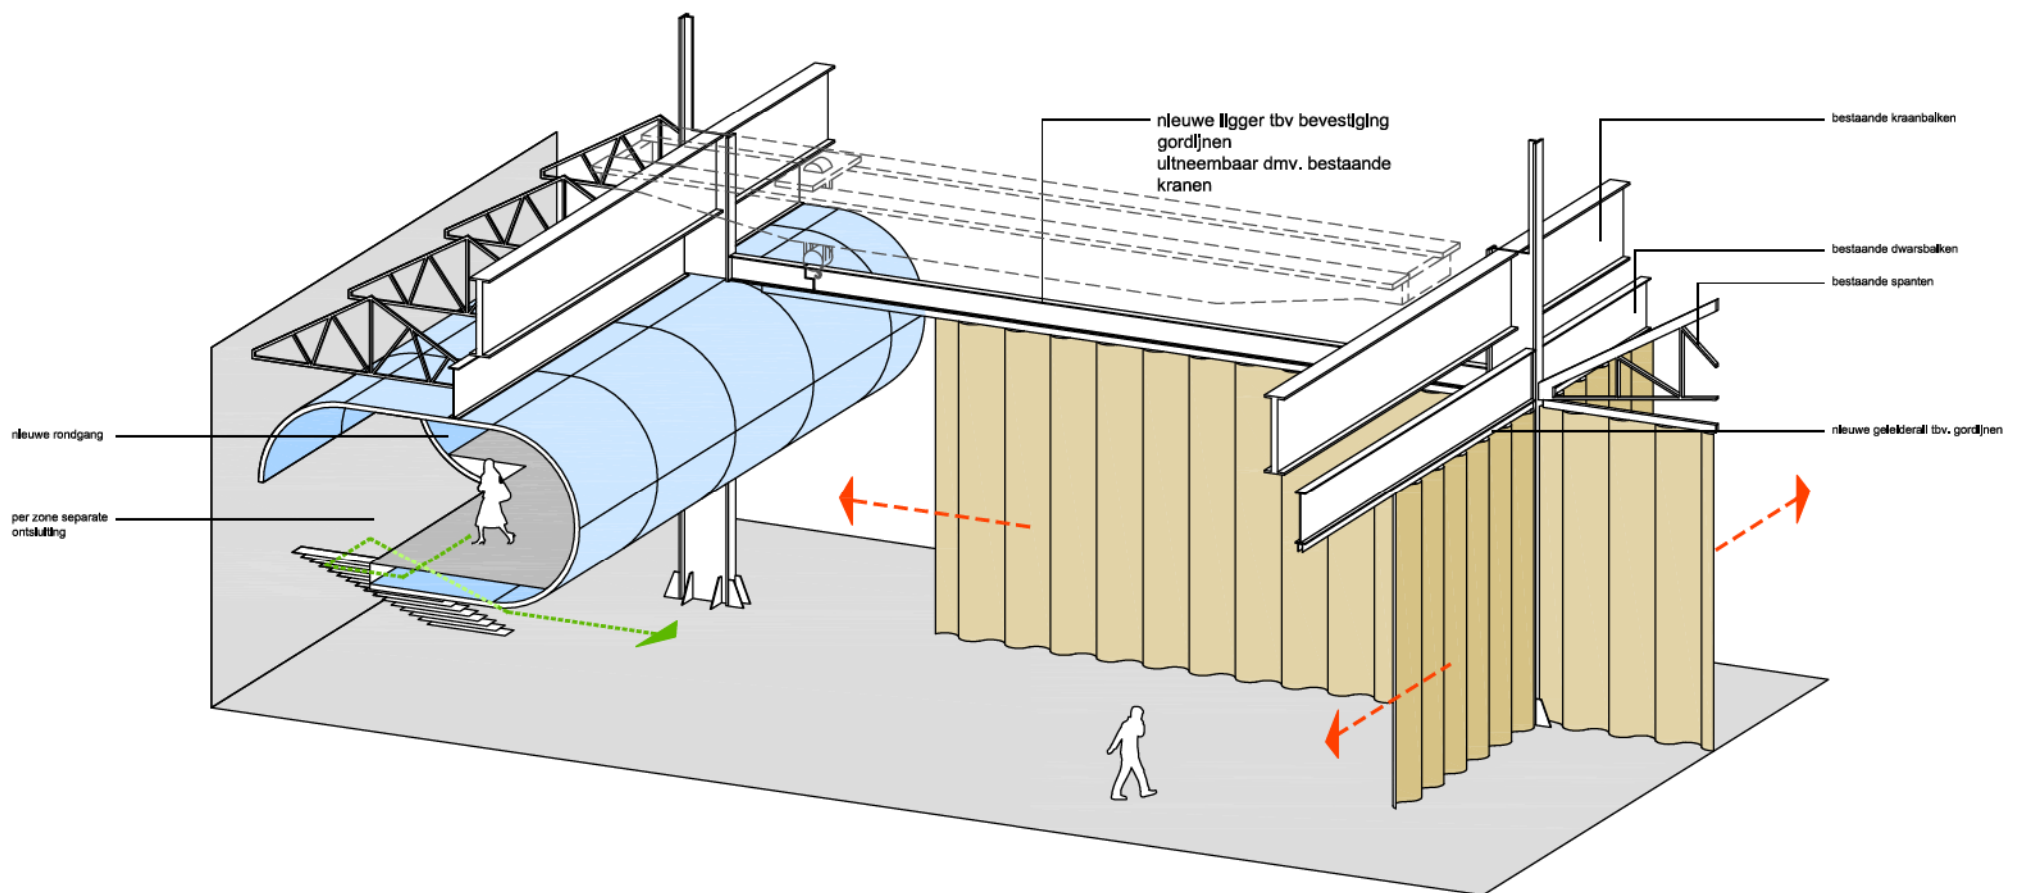 nieuwe ligger tbv bevestiging
gordijnen
uitneembaar dmv. bestaande
kranen
bestaande kraanbalken
bestaande dwarsbalken
bestaande spanten
nieuwe geleiderail tbv. gordijnen
nieuwe rondgang
per zone separate
ontsluiting